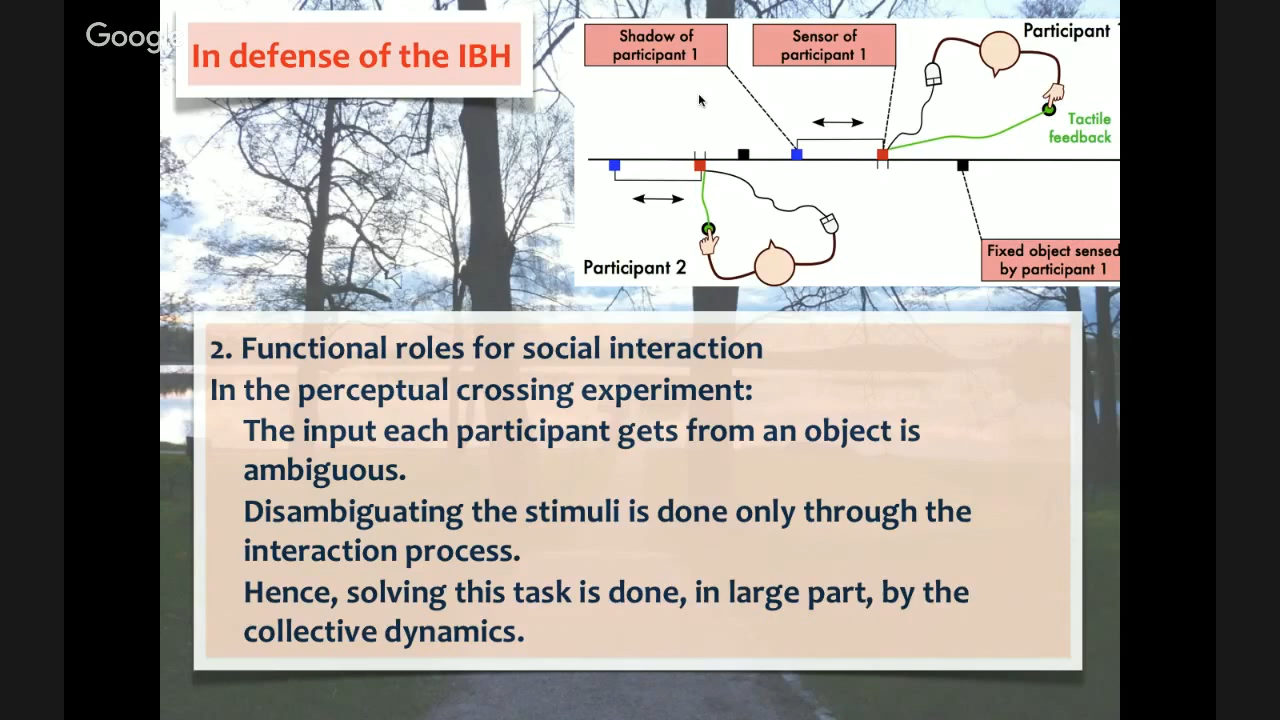 Google
In defense of the IBH
Shadow of
participant 1
Sensor of
participant 1
Participant
Tactile
feedback
Participant 2
Fixed object sensed
by participant 1
2. Functional roles for social interaction
In the perceptual crossing experiment:
The input each participant gets from an object is
ambiguous.
Disambiguating the stimuli is done only through the
interaction process.
Hence, solving this task is done, in large part, by the
collective dynamics.